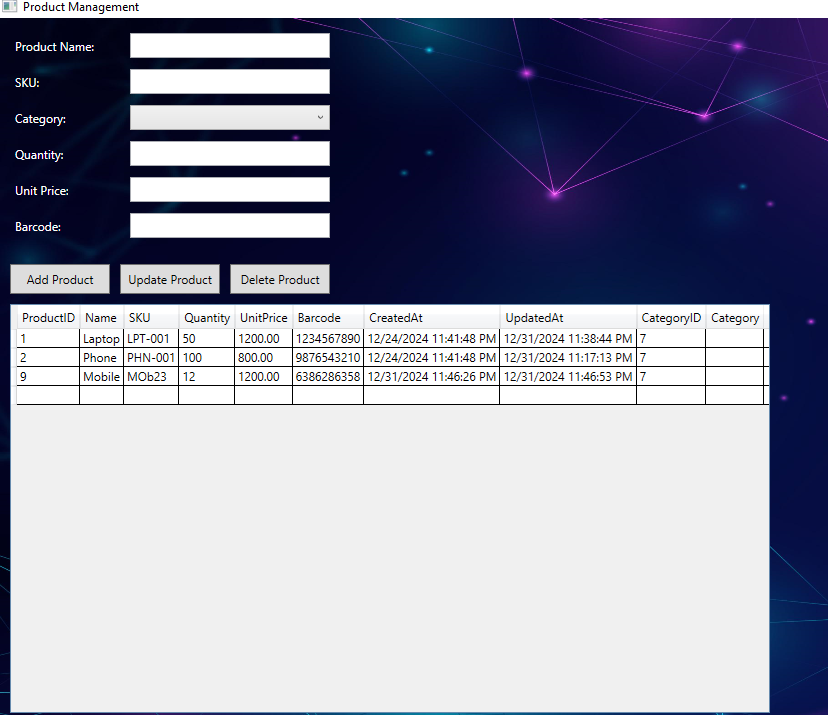 Product Management
Product Name:
SKU:
Category:
Quantity:
Unit Price:
Barcode:
Add Product Update Product Delete Product
ProductID Name SKU Quantity UnitPrice Barcode CreatedAt UpdatedAt CategoryID Category
1 Laptop LPT-001 50 1200.00 1234567890 12/24/2024 11:41:48 PM 12/31/2024 11:38:44 PM 7
2 Phone PHN-001 100 800.00 9876543210 12/24/2024 11:41:48 PM 12/31/2024 11:17:13 PM 7
9 Mobile MOb23 12 1200.00 6386286358 12/31/2024 11:46:26 PM 12/31/2024 11:46:53 PM 7